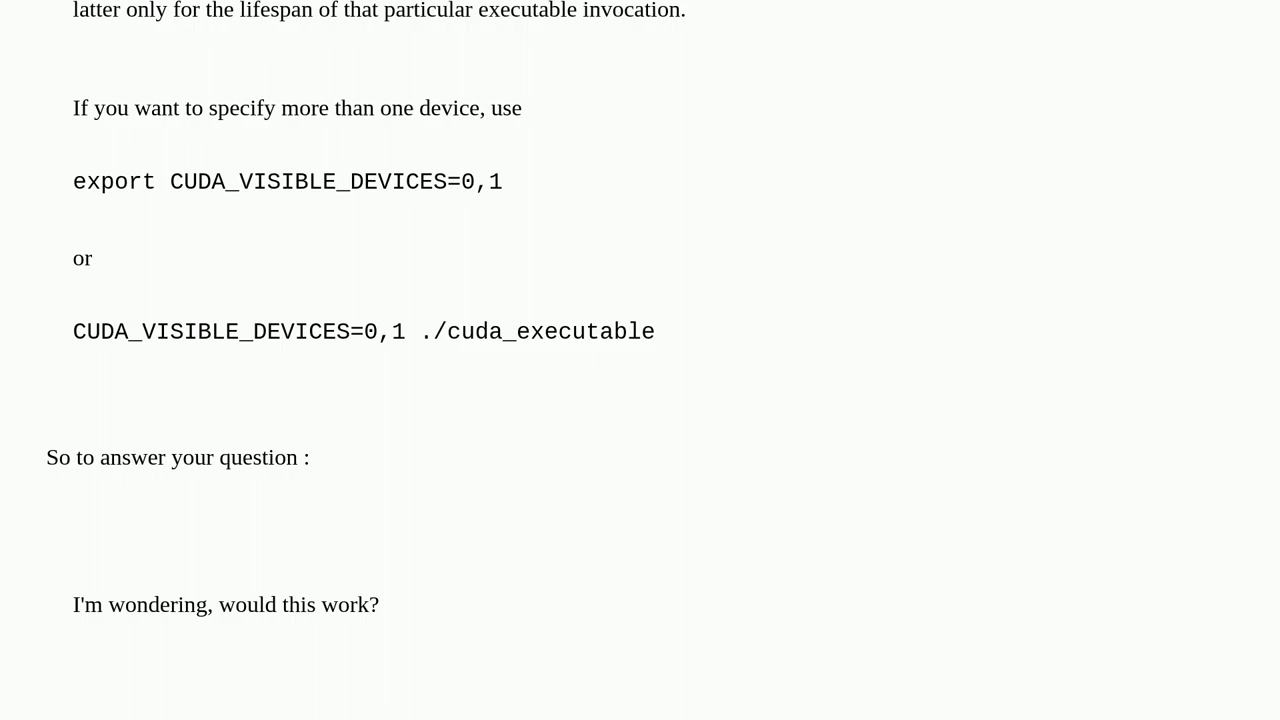 latter only for the lifespan of that particular executable invocation.
If you want to specify more than one device, use
export CUDA_VISIBLE_DEVICES=0,1
or
CUDA_VISIBLE_DEVICES=0,1 ./cuda_executable
So to answer your question :
I'm wondering, would this work?